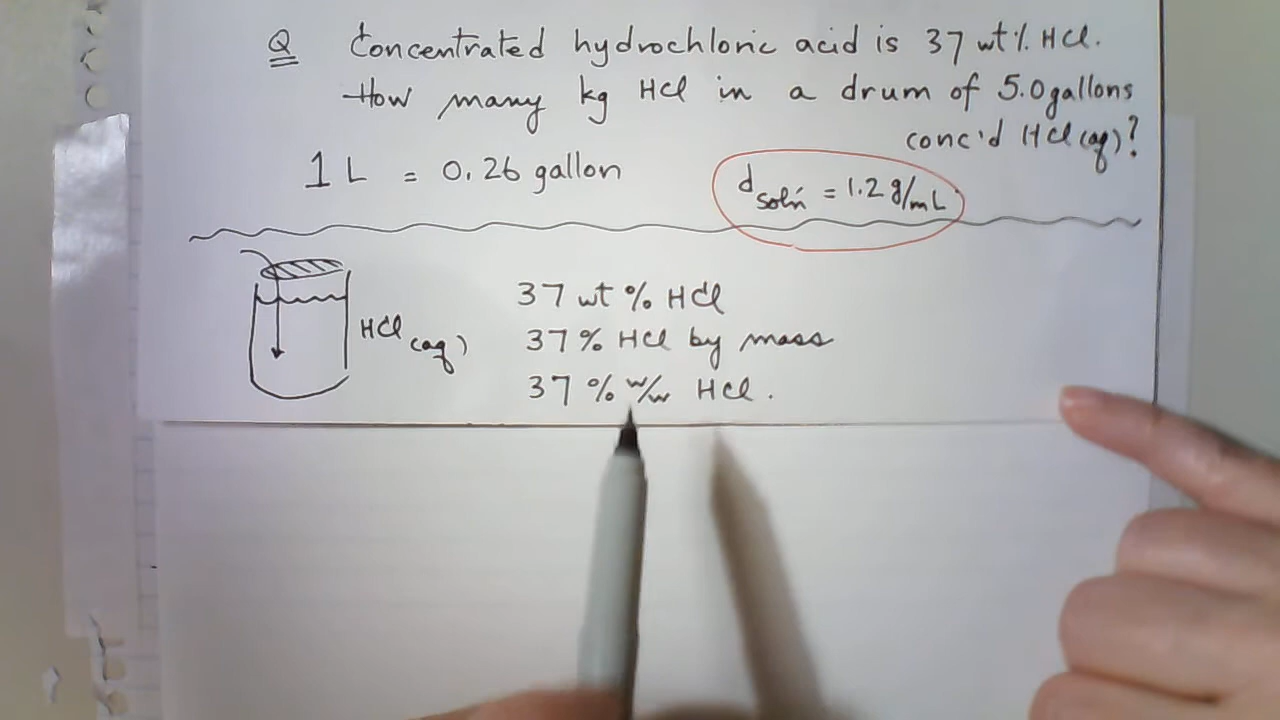 Q Concentrated hydrochloric acid is 37 wt % HCl.
How many kg HCl in a drum of 5.0 gallons
conc'd HCl (aq)?
1 L = 0.26 gallon
d soln = 1.2 g/mL
HCl (aq)
37 wt % HCl
37 % HCl by mass
37 % w/w HCl.